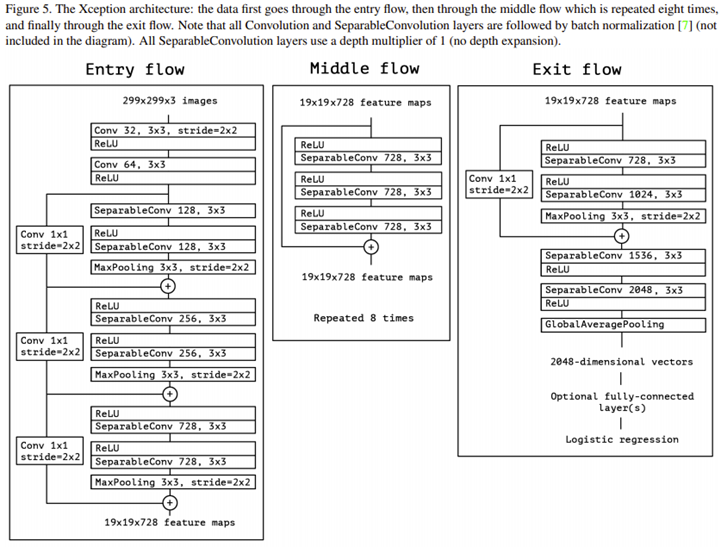 Figure 5. The Xception architecture: the data first goes through the entry flow, then through the middle flow which is repeated eight times,
and finally through the exit flow. Note that all Convolution and SeparableConvolution layers are followed by batch normalization [7] (not
included in the diagram). All SeparableConvolution layers use a depth multiplier of 1 (no depth expansion).
Entry flow
299x299x3 images
Conv 32, 3x3, stride=2x2
ReLU
Conv 64, 3x3
ReLU
SeparableConv 128, 3x3
Conv 1x1
stride=2x2
ReLU
SeparableConv 128, 3x3
MaxPooling 3x3, stride=2x2
+
ReLU
SeparableConv 256, 3x3
Conv 1x1
stride=2x2
ReLU
SeparableConv 256, 3x3
MaxPooling 3x3, stride=2x2
+
ReLU
SeparableConv 728, 3x3
Conv 1x1
stride=2x2
ReLU
SeparableConv 728, 3x3
MaxPooling 3x3, stride=2x2
+
19x19x728 feature maps
Middle flow
19x19x728 feature maps
ReLU
SeparableConv 728, 3x3
ReLU
SeparableConv 728, 3x3
ReLU
SeparableConv 728, 3x3
+
19x19x728 feature maps
Repeated 8 times
Exit flow
19x19x728 feature maps
ReLU
SeparableConv 728, 3x3
Conv 1x1
stride=2x2
ReLU
SeparableConv 1024, 3x3
MaxPooling 3x3, stride=2x2
+
SeparableConv 1536, 3x3
ReLU
SeparableConv 2048, 3x3
ReLU
GlobalAveragePooling
2048-dimensional vectors
Optional fully-connected
layer(s)
Logistic regression